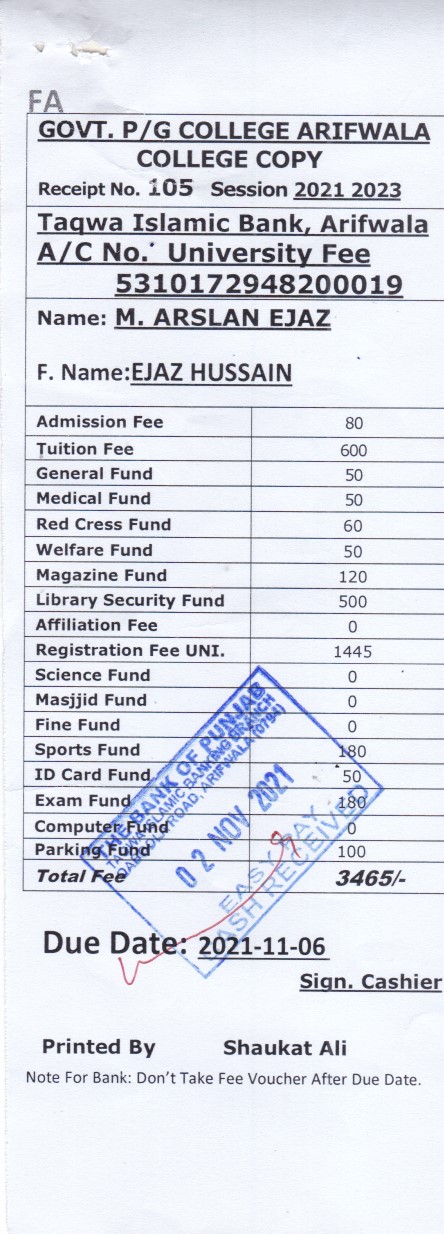 FA
GOVT. P/G COLLEGE ARIFWALA
COLLEGE COPY
Receipt No. 105 Session 2021 2023
Taqwa Islamic Bank, Arifwala
A/C No. University Fee
5310172948200019
Name: M. ARSLAN EJAZ
F. Name:EJAZ HUSSAIN
Admission Fee 80
Tuition Fee 600
General Fund 50
Medical Fund 50
Red Cress Fund 60
Welfare Fund 50
Magazine Fund 120
Library Security Fund 500
Affiliation Fee 0
Registration Fee UNI. 1445
Science Fund 0
Masjjid Fund 0
Fine Fund 0
Sports Fund 180
ID Card Fund 50
Exam Fund 180
Computer Fund 0
Parking Fund 100
Total Fee 3465/-
THE BANK OF PUNJAB
TAQWA ISLAMIC BANKING BRANCH
ROAD, ARIFWALA (0794)
02 NOV 2021
EASY PAY
CASH RECEIVED
Due Date: 2021-11-06
Sign. Cashier
Printed By Shaukat Ali
Note For Bank: Don't Take Fee Voucher After Due Date.